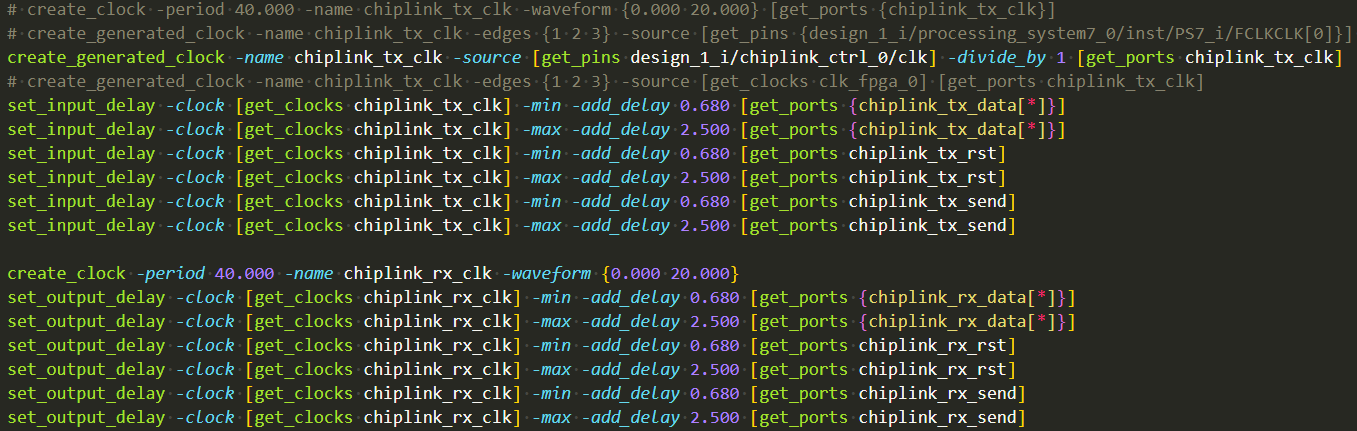 # create_clock -period 40.000 -name chiplink_tx_clk -waveform {0.000 20.000} [get_ports {chiplink_tx_clk}]
# create_generated_clock -name chiplink_tx_clk -edges {1 2 3} -source [get_pins {design_1_i/processing_system7_0/inst/PS7_i/FCLKCLK[0]}]
create_generated_clock -name chiplink_tx_clk -source [get_pins design_1_i/chiplink_ctrl_0/clk] -divide_by 1 [get_ports chiplink_tx_clk]
# create_generated_clock -name chiplink_tx_clk -edges {1 2 3} -source [get_clocks clk_fpga_0] [get_ports chiplink_tx_clk]
set_input_delay -clock [get_clocks chiplink_tx_clk] -min -add_delay 0.680 [get_ports {chiplink_tx_data[*]}]
set_input_delay -clock [get_clocks chiplink_tx_clk] -max -add_delay 2.500 [get_ports {chiplink_tx_data[*]}]
set_input_delay -clock [get_clocks chiplink_tx_clk] -min -add_delay 0.680 [get_ports chiplink_tx_rst]
set_input_delay -clock [get_clocks chiplink_tx_clk] -max -add_delay 2.500 [get_ports chiplink_tx_rst]
set_input_delay -clock [get_clocks chiplink_tx_clk] -min -add_delay 0.680 [get_ports chiplink_tx_send]
set_input_delay -clock [get_clocks chiplink_tx_clk] -max -add_delay 2.500 [get_ports chiplink_tx_send]
create_clock -period 40.000 -name chiplink_rx_clk -waveform {0.000 20.000}
set_output_delay -clock [get_clocks chiplink_rx_clk] -min -add_delay 0.680 [get_ports {chiplink_rx_data[*]}]
set_output_delay -clock [get_clocks chiplink_rx_clk] -max -add_delay 2.500 [get_ports {chiplink_rx_data[*]}]
set_output_delay -clock [get_clocks chiplink_rx_clk] -min -add_delay 0.680 [get_ports chiplink_rx_rst]
set_output_delay -clock [get_clocks chiplink_rx_clk] -max -add_delay 2.500 [get_ports chiplink_rx_rst]
set_output_delay -clock [get_clocks chiplink_rx_clk] -min -add_delay 0.680 [get_ports chiplink_rx_send]
set_output_delay -clock [get_clocks chiplink_rx_clk] -max -add_delay 2.500 [get_ports chiplink_rx_send]